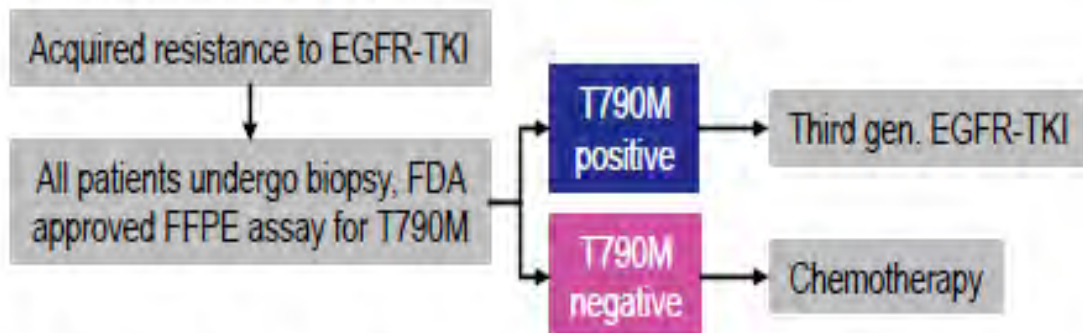 Acquired resistance to EGFR-TKI
All patients undergo biopsy, FDA
approved FFPE assay for T790M
T790M
positive
Third gen. EGFR-TKI
T790M
negative
Chemotherapy